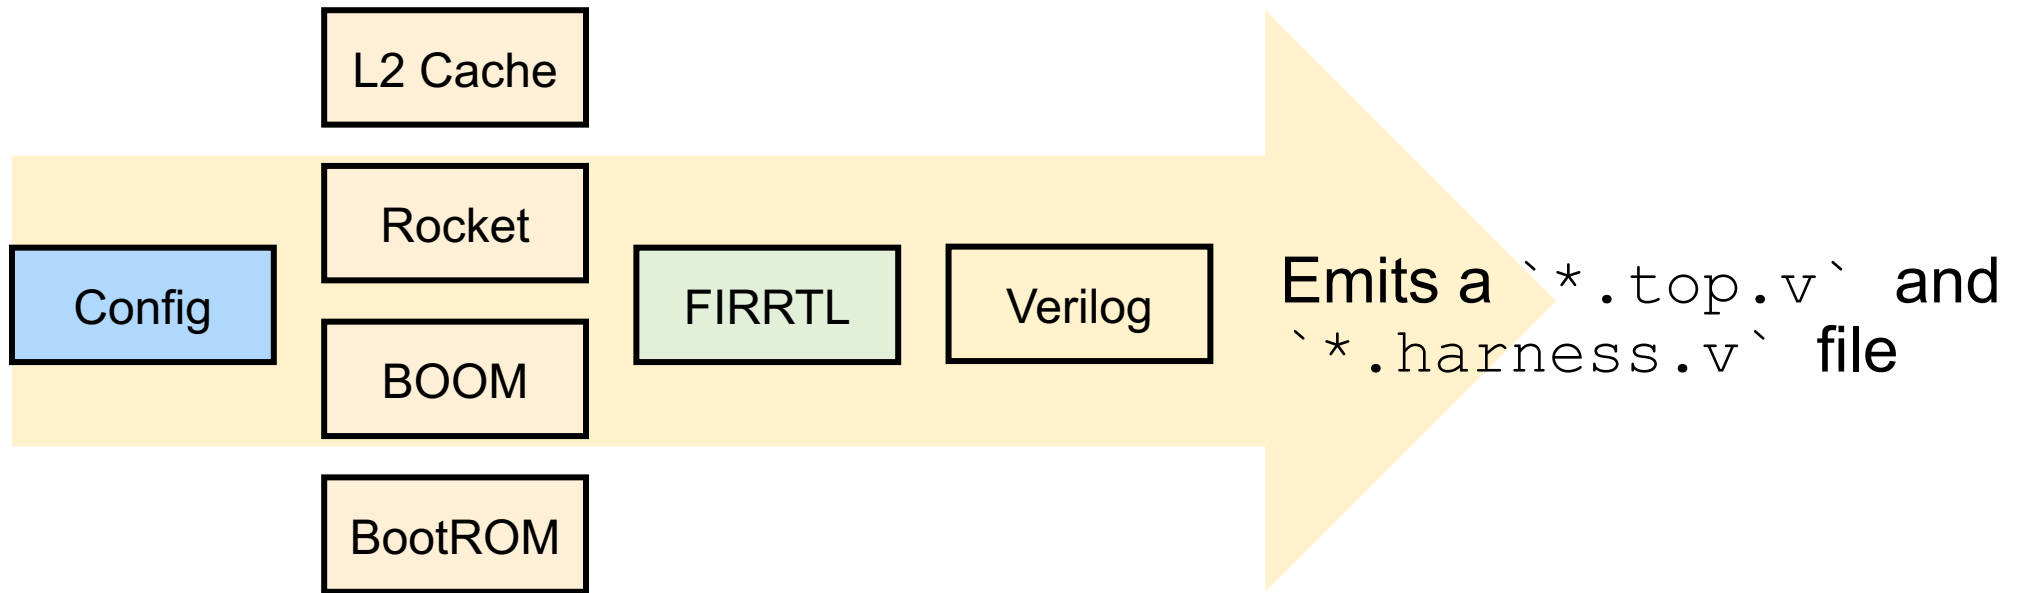 L2 Cache
Rocket
Config
FIRRTL
Verilog
BOOM
BootROM
Emits a `*.top.v` and
`*.harness.v` file